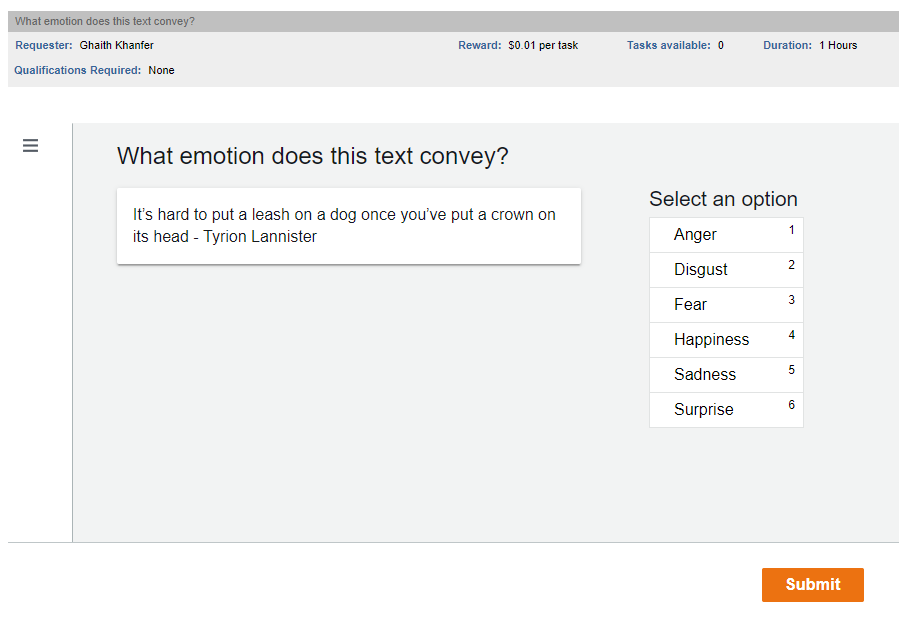 What emotion does this text convey?
Requester: Ghaith Khanfer Reward: $0.01 per task Tasks available: 0 Duration: 1 Hours
Qualifications Required: None
What emotion does this text convey?
It's hard to put a leash on a dog once you've put a crown on
its head - Tyrion Lannister
Select an option
Anger 1
Disgust 2
Fear 3
Happiness 4
Sadness 5
Surprise 6
Submit